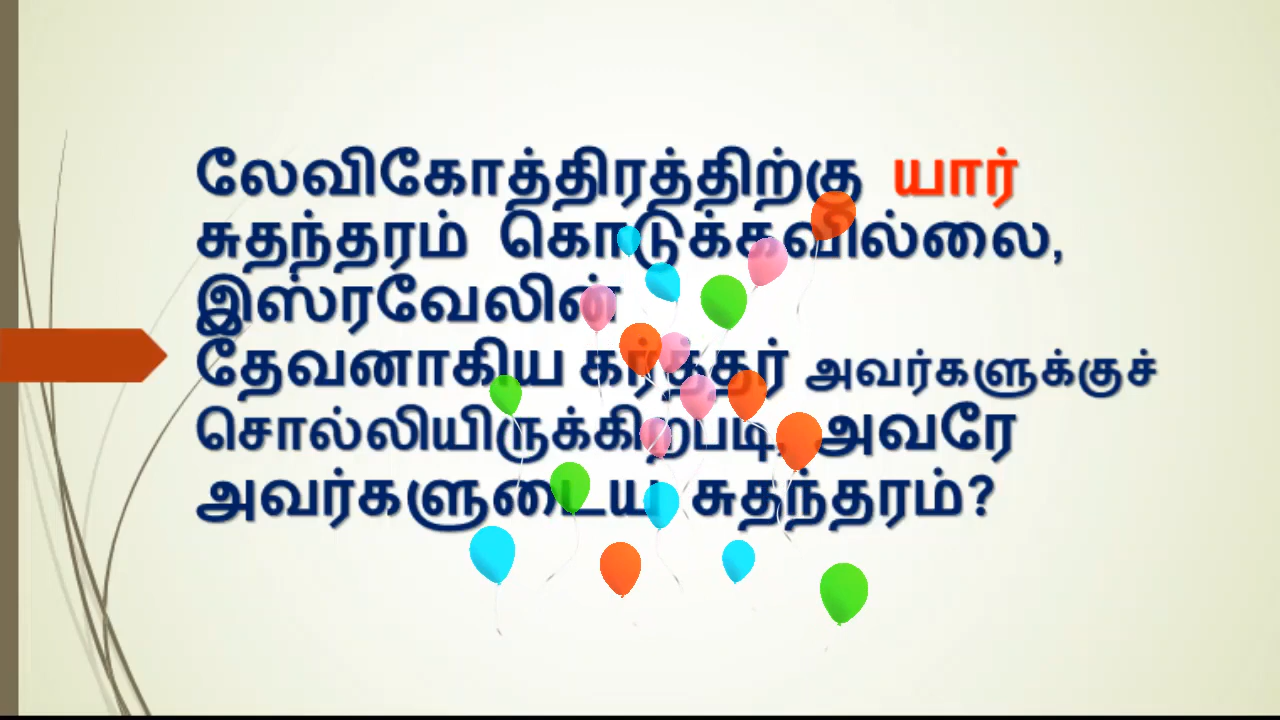 லேவிகோத்திரத்திற்கு யார்
சுதந்தரம் கொடுக்கவில்லை,
இஸ்ரவேலின்
தேவனாகிய கர்த்தர் அவர்களுக்குச்
சொல்லியிருக்கிறபடி, அவரே
அவர்களுடைய சுதந்தரம்?